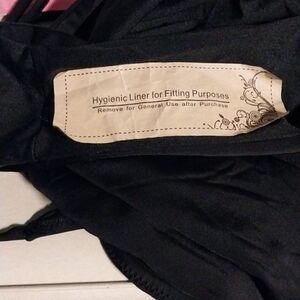 Hygienic Liner for Fitting Purposes
Remove for General Use after Purchase